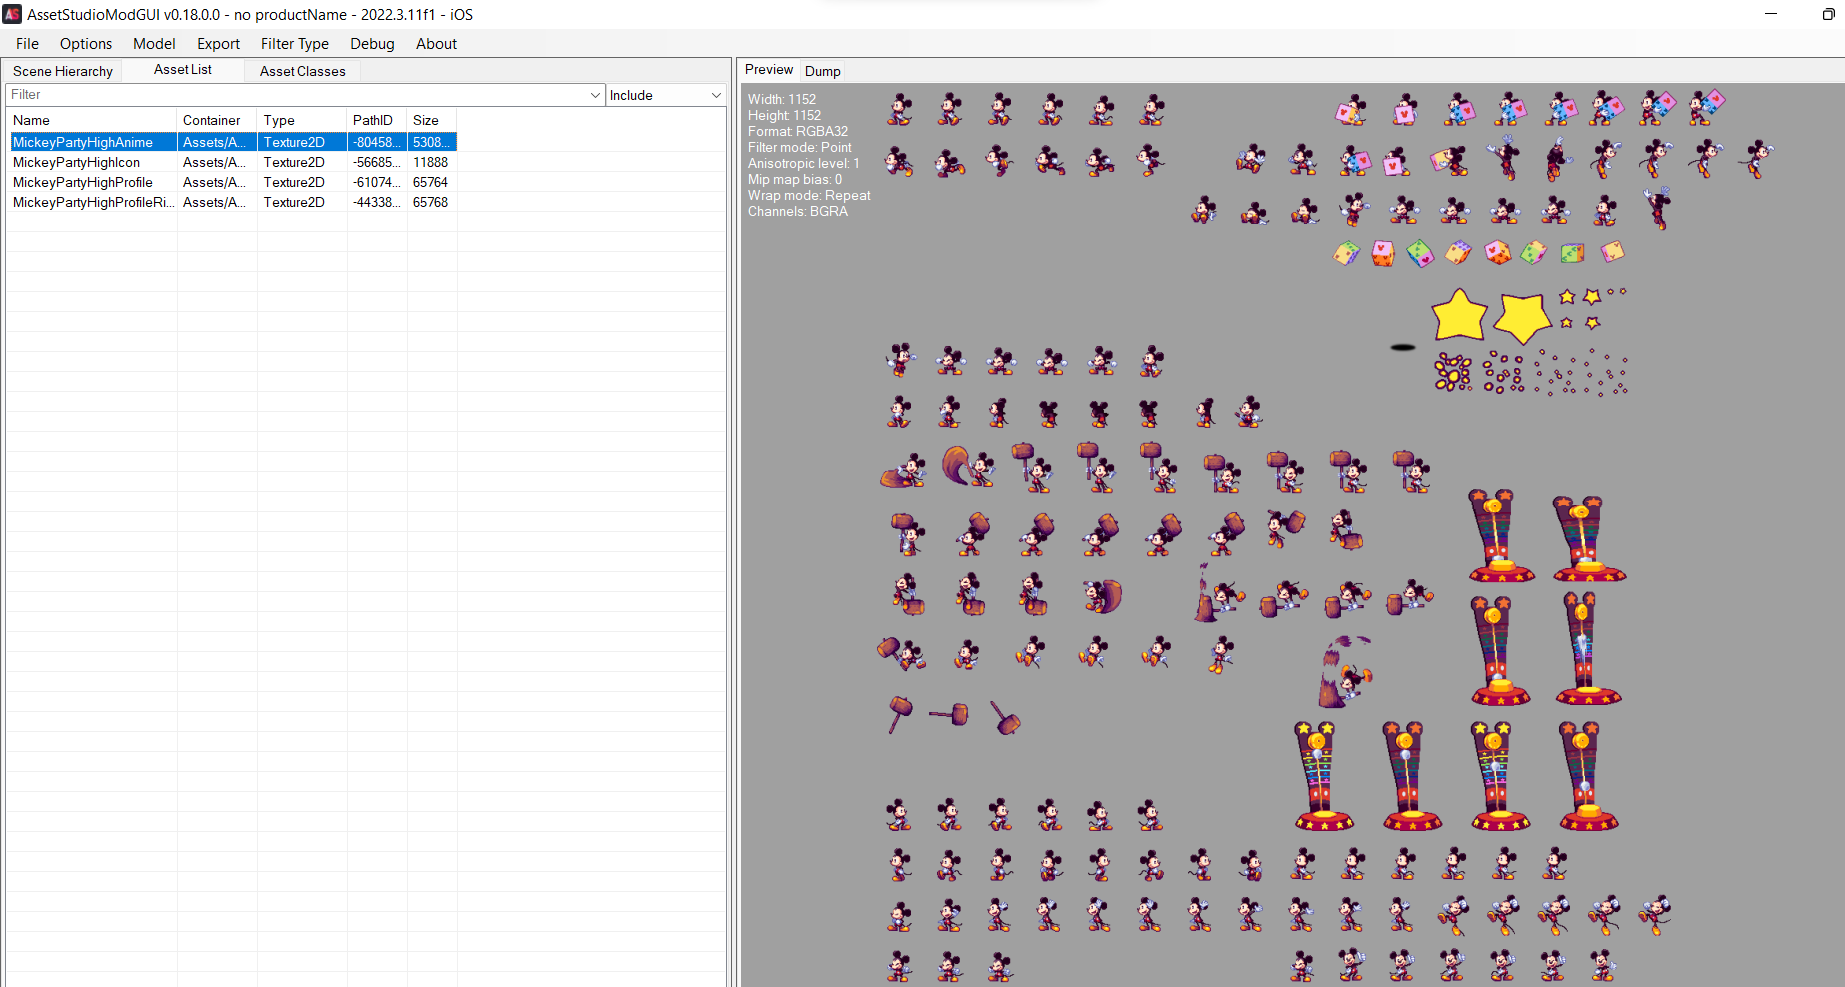 AssetStudioModGUI v0.18.0.0 - no productName - 2022.3.11f1 - iOS
File Options Model Export Filter Type Debug About
Scene Hierarchy Asset List Asset Classes
Filter Include
Name Container Type PathID Size
MickeyPartyHighAnime Assets/A... Texture2D -80458... 5308...
MickeyPartyHighIcon Assets/A... Texture2D -56685... 11888
MickeyPartyHighProfile Assets/A... Texture2D -61074... 65764
MickeyPartyHighProfileRi... Assets/A... Texture2D -44338... 65768
Preview Dump
Width: 1152
Height: 1152
Format: RGBA32
Filter mode: Point
Anisotropic level: 1
Mip map bias: 0
Wrap mode: Repeat
Channels: BGRA